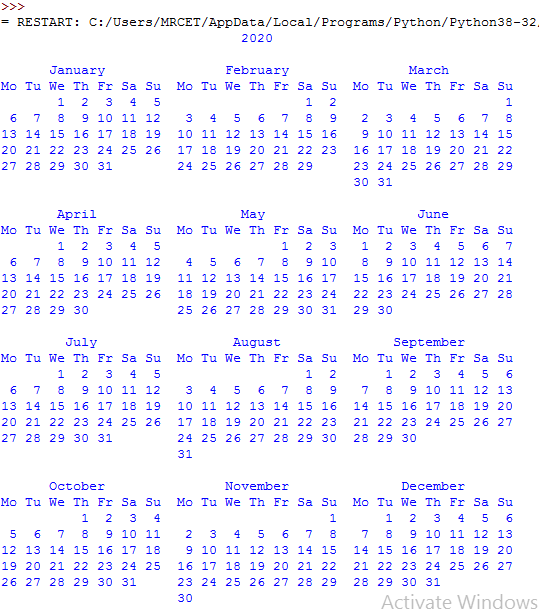 >>>
= RESTART: C:/Users/MRCET/AppData/Local/Programs/Python/Python38-32/
                              2020

      January                February                March
Mo Tu We Th Fr Sa Su  Mo Tu We Th Fr Sa Su  Mo Tu We Th Fr Sa Su
       1  2  3  4  5                  1  2                     1
 6  7  8  9 10 11 12   3  4  5  6  7  8  9   2  3  4  5  6  7  8
13 14 15 16 17 18 19  10 11 12 13 14 15 16   9 10 11 12 13 14 15
20 21 22 23 24 25 26  17 18 19 20 21 22 23  16 17 18 19 20 21 22
27 28 29 30 31        24 25 26 27 28 29     23 24 25 26 27 28 29
                                            30 31

       April                  May                    June
Mo Tu We Th Fr Sa Su  Mo Tu We Th Fr Sa Su  Mo Tu We Th Fr Sa Su
       1  2  3  4  5               1  2  3   1  2  3  4  5  6  7
 6  7  8  9 10 11 12   4  5  6  7  8  9 10   8  9 10 11 12 13 14
13 14 15 16 17 18 19  11 12 13 14 15 16 17  15 16 17 18 19 20 21
20 21 22 23 24 25 26  18 19 20 21 22 23 24  22 23 24 25 26 27 28
27 28 29 30           25 26 27 28 29 30 31  29 30

        July                 August               September
Mo Tu We Th Fr Sa Su  Mo Tu We Th Fr Sa Su  Mo Tu We Th Fr Sa Su
       1  2  3  4  5                  1  2      1  2  3  4  5  6
 6  7  8  9 10 11 12   3  4  5  6  7  8  9   7  8  9 10 11 12 13
13 14 15 16 17 18 19  10 11 12 13 14 15 16  14 15 16 17 18 19 20
20 21 22 23 24 25 26  17 18 19 20 21 22 23  21 22 23 24 25 26 27
27 28 29 30 31        24 25 26 27 28 29 30  28 29 30
                      31

      October               November               December
Mo Tu We Th Fr Sa Su  Mo Tu We Th Fr Sa Su  Mo Tu We Th Fr Sa Su
          1  2  3  4                     1      1  2  3  4  5  6
 5  6  7  8  9 10 11   2  3  4  5  6  7  8   7  8  9 10 11 12 13
12 13 14 15 16 17 18   9 10 11 12 13 14 15  14 15 16 17 18 19 20
19 20 21 22 23 24 25  16 17 18 19 20 21 22  21 22 23 24 25 26 27
26 27 28 29 30 31     23 24 25 26 27 28 29  28 29 30 31
                      30
Activate Windows